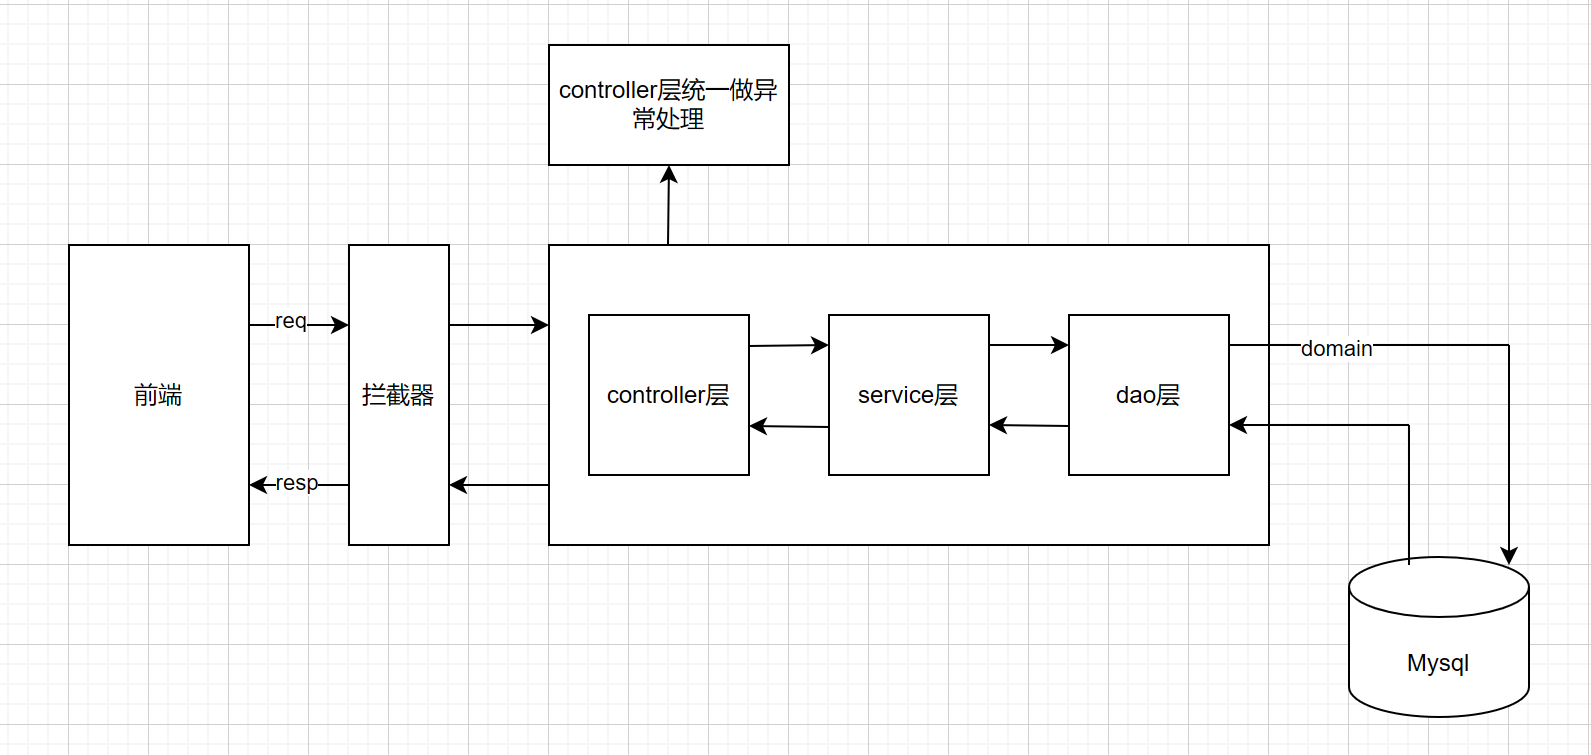 controller层统一做异
常处理
req
domain
前端
拦截器
controller层
service层
dao层
resp
Mysql